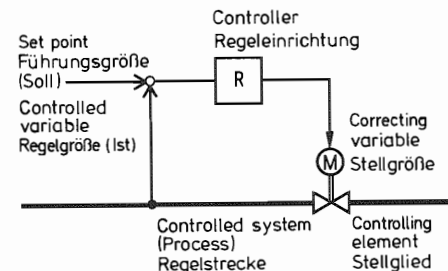 Controller
Regeleinrichtung
Set point
Führungsgröße
(Soll)
R
Controlled
variable
Regelgröße (Ist)
Correcting
variable
M
Stellgröße
Controlled system
(Process)
Regelstrecke
Controlling
element
Stellglied